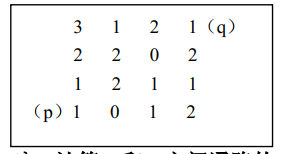 3 1 2 1（q）
2 2 0 2
1 2 1 1
（p）1 0 1 2